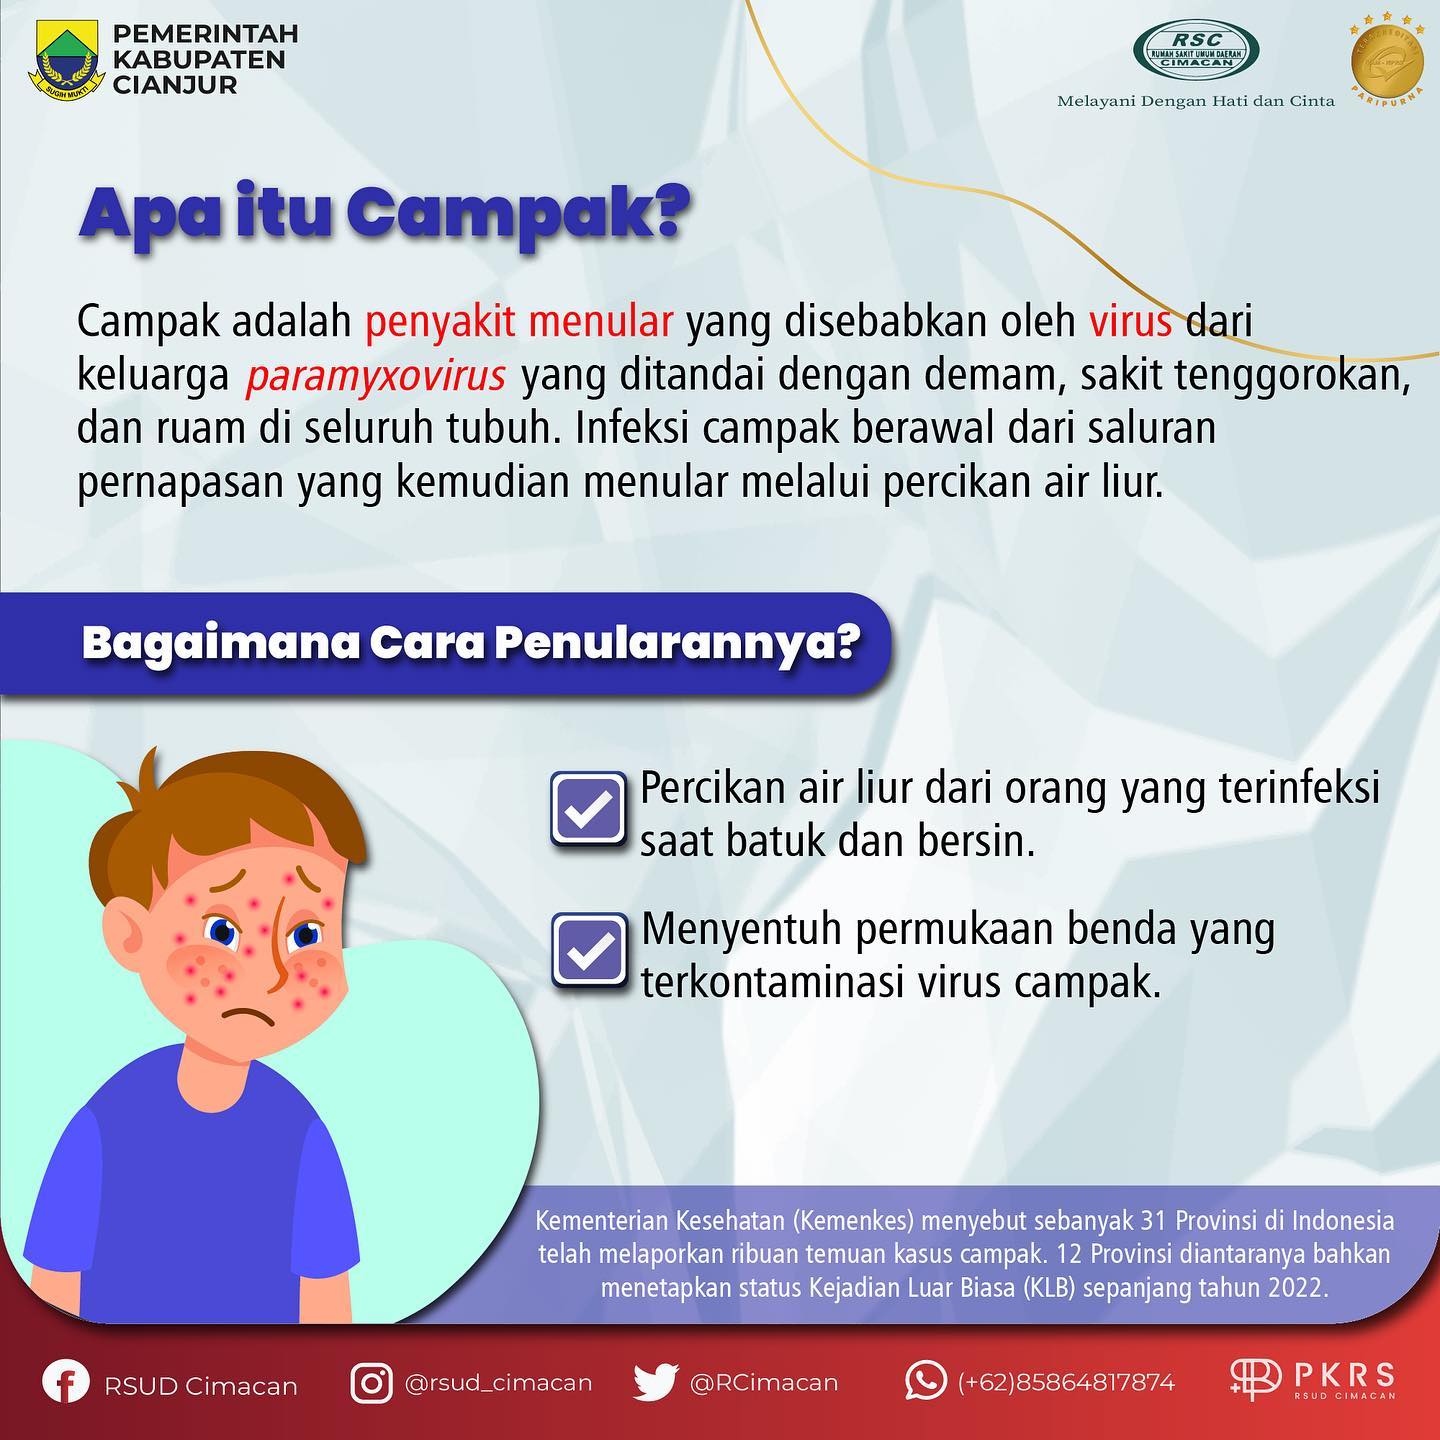 PEMERINTAH
KABUPATEN
CIANJUR
SUGIH MUKTI
RSC
RUMAH SAKIT UMUM DAERAH
CIMACAN
Melayani Dengan Hati dan Cinta
PARIPURNA
Apa itu Campak?
Campak adalah penyakit menular yang disebabkan oleh virus dari
keluarga paramyxovirus yang ditandai dengan demam, sakit tenggorokan,
dan ruam di seluruh tubuh. Infeksi campak berawal dari saluran
pernapasan yang kemudian menular melalui percikan air liur.
Bagaimana Cara Penularannya?
Percikan air liur dari orang yang terinfeksi
saat batuk dan bersin.
Menyentuh permukaan benda yang
terkontaminasi virus campak.
Kementerian Kesehatan (Kemenkes) menyebut sebanyak 31 Provinsi di Indonesia
telah melaporkan ribuan temuan kasus campak. 12 Provinsi diantaranya bahkan
menetapkan status Kejadian Luar Biasa (KLB) sepanjang tahun 2022.
RSUD Cimacan
@rsud_cimacan
@RCimacan
(+62)85864817874
PKRS
RSUD CIMACAN